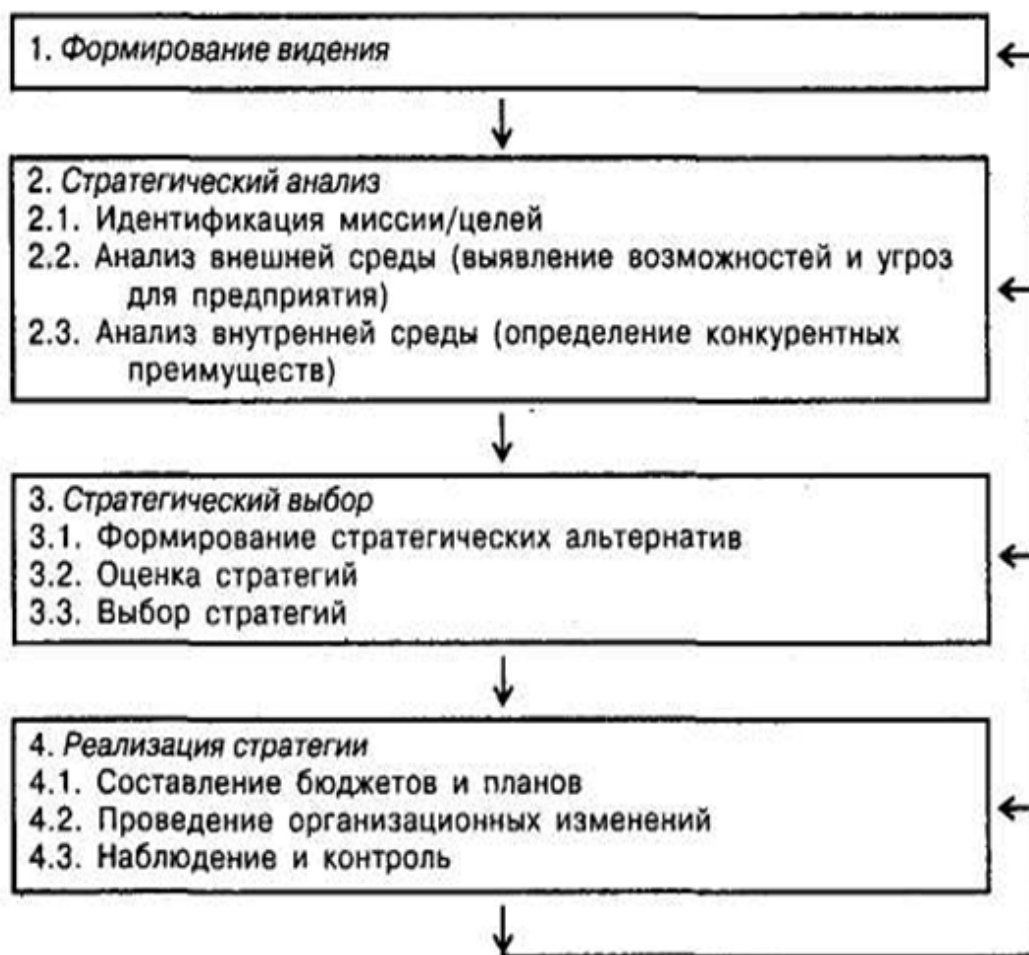 1. Формирование видения
2. Стратегический анализ
2.1. Идентификация миссии/целей
2.2. Анализ внешней среды (выявление возможностей и угроз
для предприятия)
2.3. Анализ внутренней среды (определение конкурентных
преимуществ)
3. Стратегический выбор
3.1. Формирование стратегических альтернатив
3.2. Оценка стратегий
3.3. Выбор стратегий
4. Реализация стратегии
4.1. Составление бюджетов и планов
4.2. Проведение организационных изменений
4.3. Наблюдение и контроль